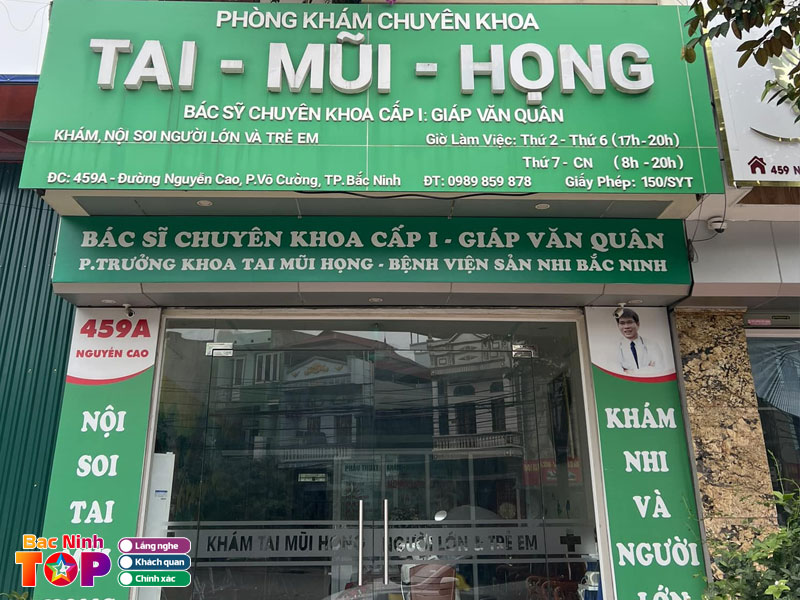 PHÒNG KHÁM CHUYÊN KHOA
TAI - MŨI - HỌNG
BÁC SỸ CHUYÊN KHOA CẤP I: GIÁP VĂN QUÂN
KHÁM, NỘI SOI NGƯỜI LỚN VÀ TRẺ EM
Giờ Làm Việc: Thứ 2 - Thứ 6 (17h-20h)
Thứ 7 - CN (8h -20h)
ĐC: 459A - Đường Nguyễn Cao, P.Võ Cường, TP.Bắc Ninh ĐT: 0989 859 878 Giấy Phép: 150/SYT
459 N
BÁC SĨ CHUYÊN KHOA CẤP I - GIÁP VĂN QUÂN
P.TRƯỞNG KHOA TAI MŨI HỌNG - BỆNH VIỆN SẢN NHI BẮC NINH
459A
NGUYỄN CAO
NỘI
SOI
TAI
KHÁM
NHI
VÀ
NGƯỜI
LỚN
KHÁM TAI MŨI HỌNG NGƯỜI LỚN & TRẺ EM
Bac Ninh
TOP
Lắng nghe
Khách quan
Chính xác